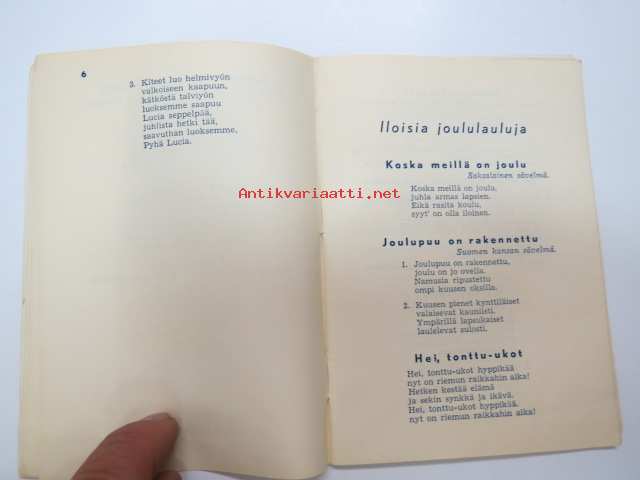 6
3. Kiteet luo helmivyön
valkoiseen kaapuun,
kätköstä talviyön
luoksemme saapuu
Lucia seppelpää,
juhlista hetki tää,
saavuthan luoksemme,
Pyhä Lucia.
Antikvariaatti.net
Iloisia joululauluja
Koska meillä on joulu
Saksalainen sävelmä.
Koska meillä on joulu,
juhla armas lapsien.
Eikä rasita koulu,
syyt' on olla iloinen.
Joulupuu on rakennettu
Suomen kansan sävelmä.
1. Joulupuu on rakennettu,
joulu on jo ovella.
Namusia ripustettu
ompi kuusen oksilla.
2. Kuusen pienet kynttiläiset
valaisevat kauniisti.
Ympärillä lapsukaiset
laulelevat sulosti.
Hei, tonttu-ukot
Hei, tonttu-ukot hyppikää
nyt on riemun raikkahin aika!
Hetken kestää elämä
ja sekin synkkä ja ikävä.
Hei, tonttu-ukot hyppikää.
nyt on riemun raikkahin aika!